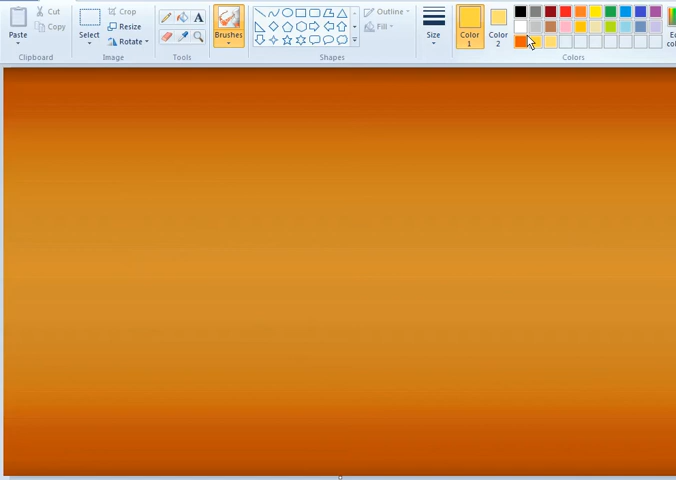 Paste
Select
Cut
Copy
Crop
Resize
Rotate
A
Brushes
Outline
Fill
Size
Color
1
Color
2
Clipboard
Image
Tools
Shapes
Colors